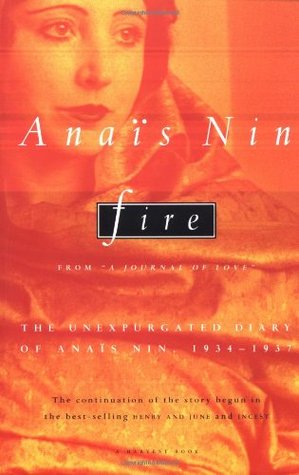 Anaïs Nin
fire
FROM "A JOURNAL OF LOVE"
THE UNEXPURGATED DIARY
OF ANAÏS NIN, 1934–1937
The continuation of the story begun in
the best-selling HENRY AND JUNE and INCEST
A HARVEST BOOK